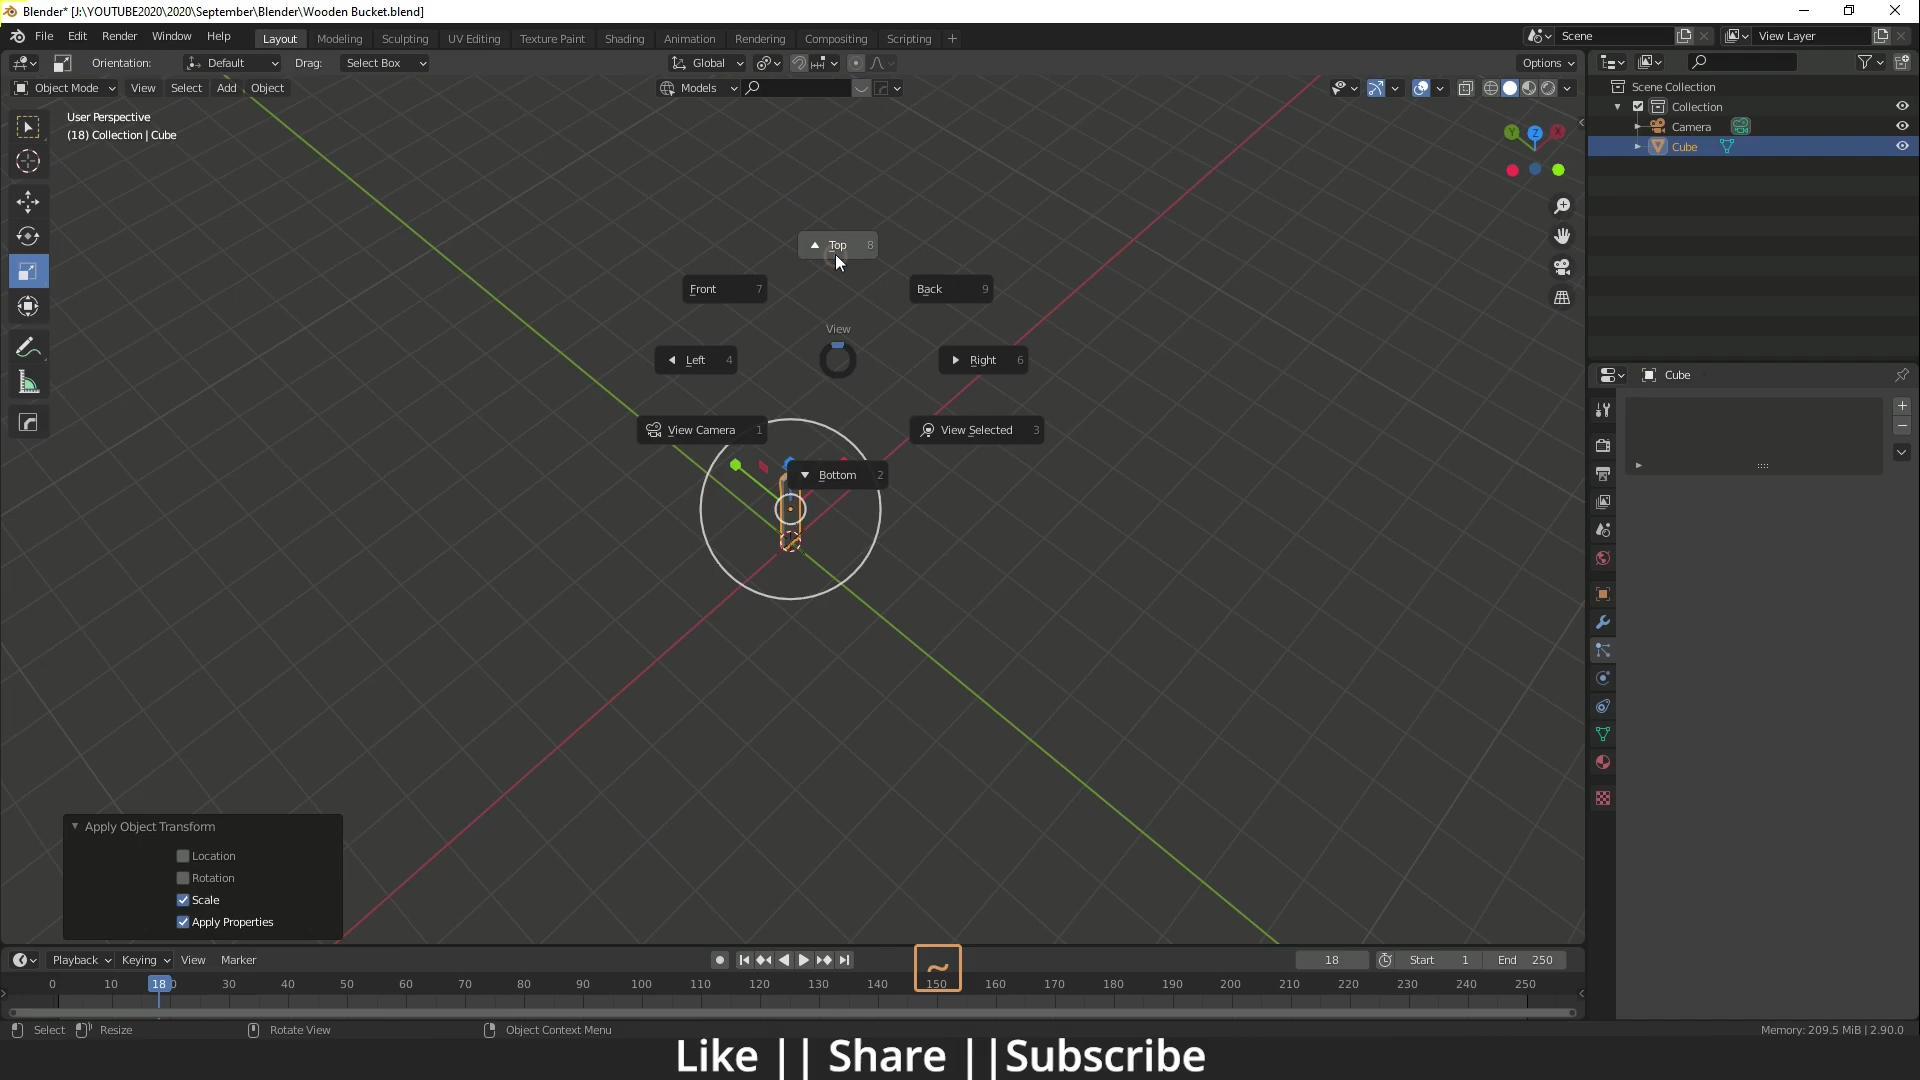 Blender* [J:\YOUTUBE2020\2020\September\Blender\Wooden Bucket.blend]
File Edit Render Window Help Layout Modeling Sculpting UV Editing Texture Paint Shading Animation Rendering Compositing Scripting + Scene View Layer
Orientation: Default Drag: Select Box Global Options
Object Mode View Select Add Object Models
User Perspective
(18) Collection | Cube
Scene Collection
Collection
Camera
Cube
Y Z X
Top 8
Front 7 Back 9
View
Left 4 Right 6
View Camera 1 View Selected 3
Bottom 2
Cube
Apply Object Transform
Location
Rotation
Scale
Apply Properties
Playback Keying View Marker ~ 18 Start 1 End 250
0 10 18 30 40 50 60 70 80 90 100 110 120 130 140 150 160 170 180 190 200 210 220 230 240 250
Select Resize Rotate View Object Context Menu Memory: 209.5 MiB | 2.90.0
Like || Share ||Subscribe